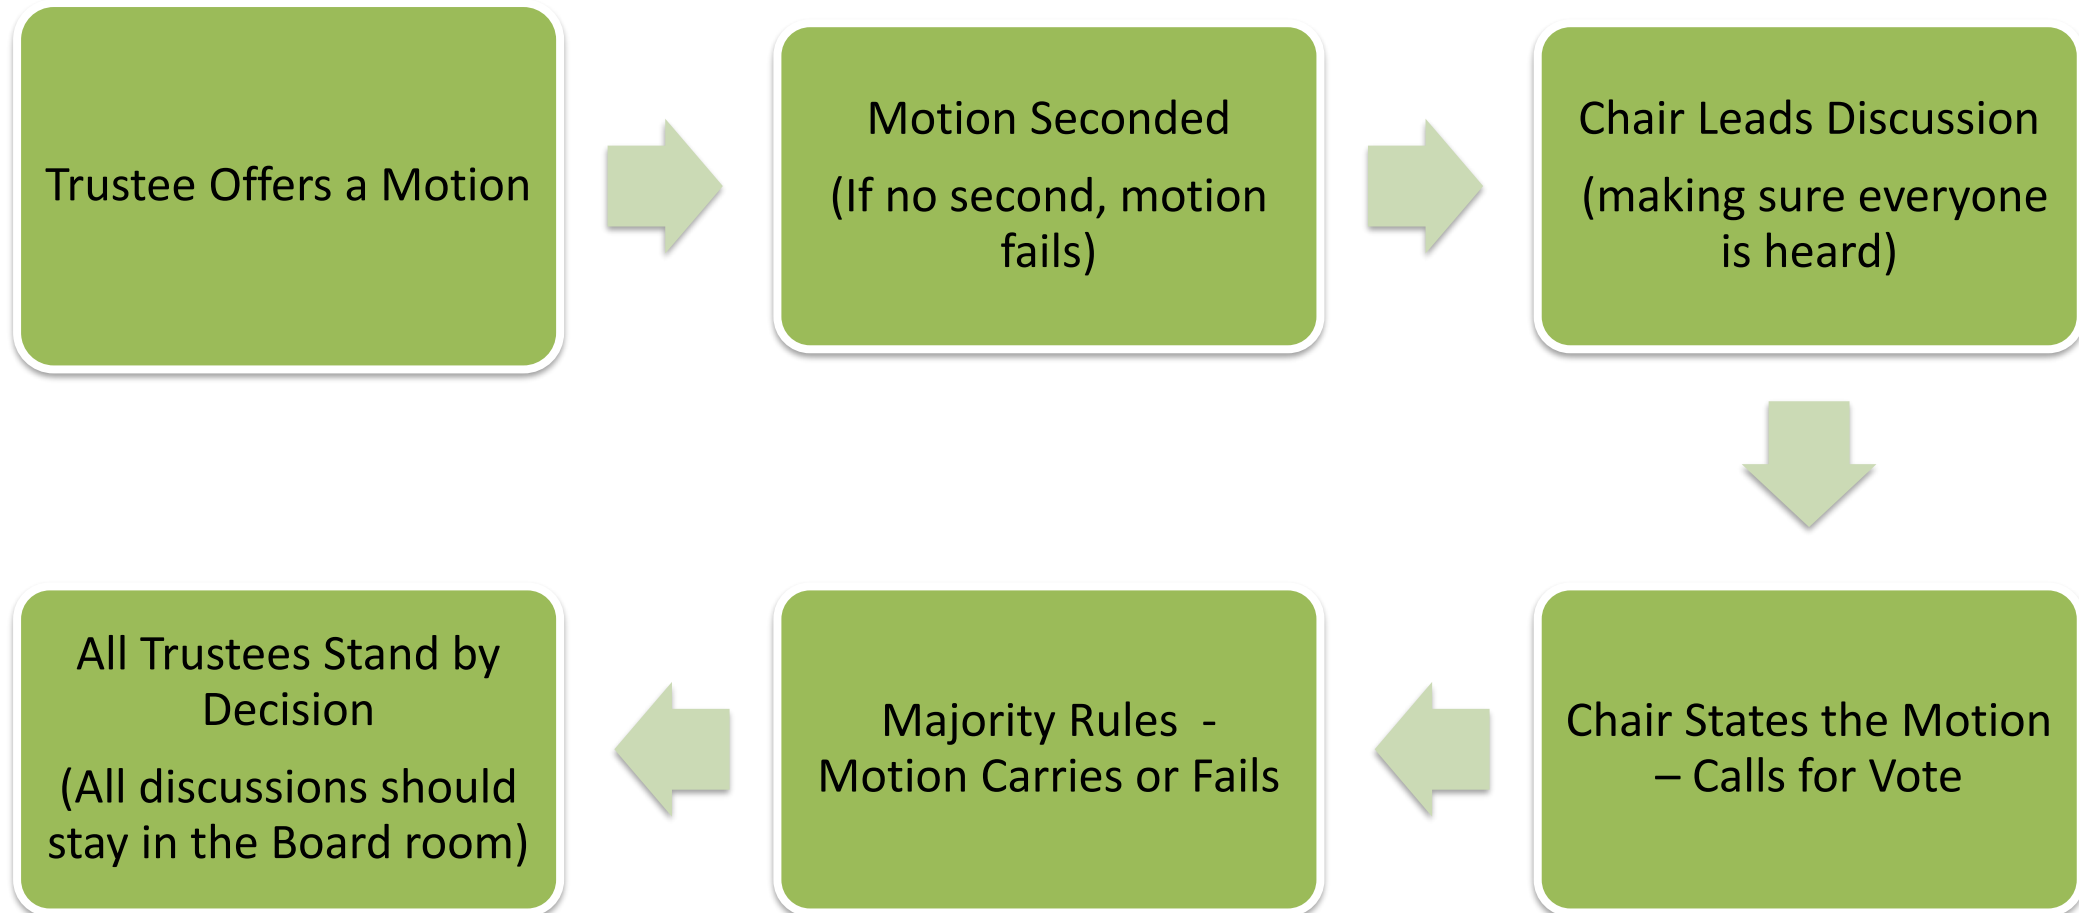 Trustee Offers a Motion
Motion Seconded
(If no second, motion
fails)
Chair Leads Discussion
(making sure everyone
is heard)
Chair States the Motion
– Calls for Vote
Majority Rules  -
Motion Carries or Fails
All Trustees Stand by
Decision
(All discussions should
stay in the Board room)